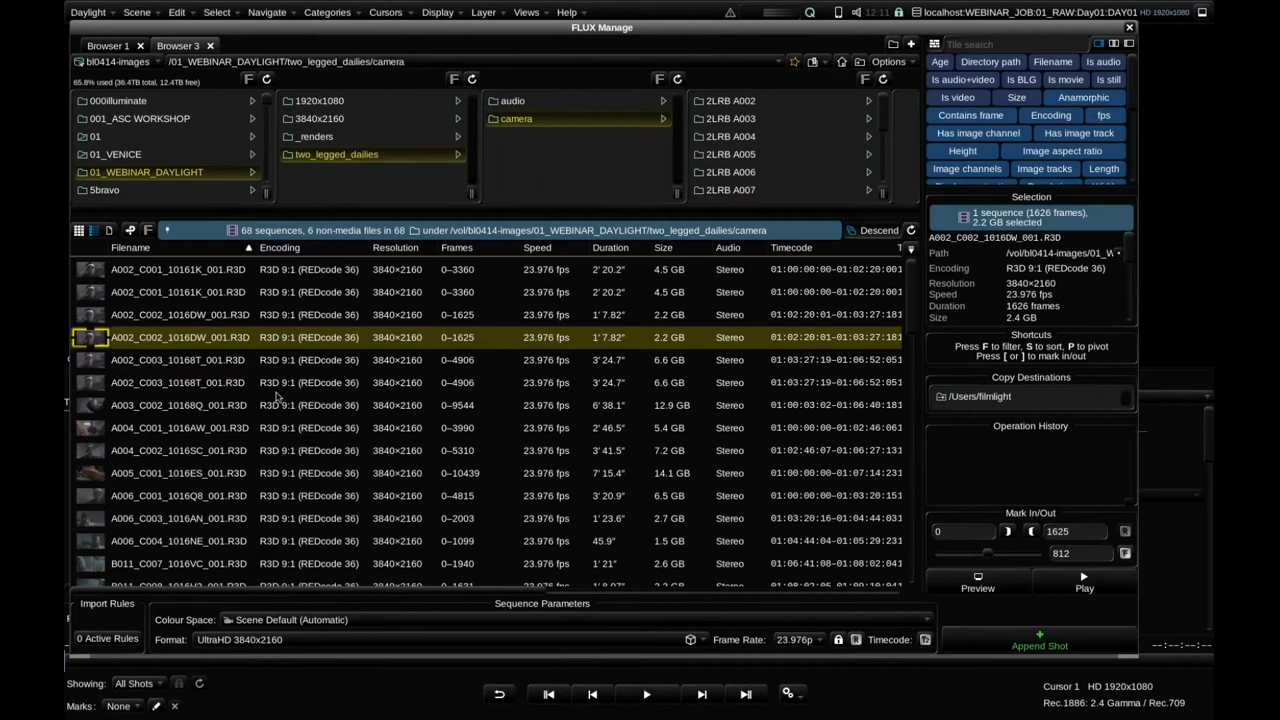 Daylight Scene Edit Select Navigate Categories Cursors Display Layer Views Help 12:11 localhost:WEBINAR_JOB:01_RAW:Day01:DAY01 HD 1920x1080
FLUX Manage
Browser 1 Browser 3
bl0414-images /01_WEBINAR_DAYLIGHT/two_legged_dailies/camera Options
65.8% used (36.4TB total, 12.4TB free) F F F F
000illuminate
001_ASC WORKSHOP
01
01_VENICE
01_WEBINAR_DAYLIGHT
5bravo
1920x1080
3840x2160
_renders
two_legged_dailies
audio
camera
2LRB A002
2LRB A003
2LRB A004
2LRB A005
2LRB A006
2LRB A007
F 68 sequences, 6 non-media files in 68 under /vol/bl0414-images/01_WEBINAR_DAYLIGHT/two_legged_dailies/camera Descend
Filename Encoding Resolution Frames Speed Duration Size Audio Timecode
A002_C001_10161K_001.R3D R3D 9:1 (REDcode 36) 3840×2160 0–3360 23.976 fps 2' 20.2" 4.5 GB Stereo 01:00:00:00–01:02:20:001
A002_C001_10161K_001.R3D R3D 9:1 (REDcode 36) 3840×2160 0–3360 23.976 fps 2' 20.2" 4.5 GB Stereo 01:00:00:00–01:02:20:001
A002_C002_1016DW_001.R3D R3D 9:1 (REDcode 36) 3840×2160 0–1625 23.976 fps 1' 7.82" 2.2 GB Stereo 01:02:20:01–01:03:27:181
A002_C002_1016DW_001.R3D R3D 9:1 (REDcode 36) 3840×2160 0–1625 23.976 fps 1' 7.82" 2.2 GB Stereo 01:02:20:01–01:03:27:181
A002_C003_10168T_001.R3D R3D 9:1 (REDcode 36) 3840×2160 0–4906 23.976 fps 3' 24.7" 6.6 GB Stereo 01:03:27:19–01:06:52:051
A002_C003_10168T_001.R3D R3D 9:1 (REDcode 36) 3840×2160 0–4906 23.976 fps 3' 24.7" 6.6 GB Stereo 01:03:27:19–01:06:52:051
A003_C002_10168Q_001.R3D R3D 9:1 (REDcode 36) 3840×2160 0–9544 23.976 fps 6' 38.1" 12.9 GB Stereo 01:00:03:02–01:06:40:181
A004_C001_1016AW_001.R3D R3D 9:1 (REDcode 36) 3840×2160 0–3990 23.976 fps 2' 46.5" 5.4 GB Stereo 01:00:00:00–01:02:46:061
A004_C002_1016SC_001.R3D R3D 9:1 (REDcode 36) 3840×2160 0–5310 23.976 fps 3' 41.5" 7.2 GB Stereo 01:02:46:07–01:06:27:131
A005_C001_1016ES_001.R3D R3D 9:1 (REDcode 36) 3840×2160 0–10439 23.976 fps 7' 15.4" 14.1 GB Stereo 01:00:00:00–01:07:14:231
A006_C001_1016Q8_001.R3D R3D 9:1 (REDcode 36) 3840×2160 0–4815 23.976 fps 3' 20.9" 6.5 GB Stereo 01:00:00:00–01:03:20:151
A006_C003_1016AN_001.R3D R3D 9:1 (REDcode 36) 3840×2160 0–2003 23.976 fps 1' 23.6" 2.7 GB Stereo 01:03:20:16–01:04:44:031
A006_C004_1016NE_001.R3D R3D 9:1 (REDcode 36) 3840×2160 0–1099 23.976 fps 45.9" 1.5 GB Stereo 01:04:44:04–01:05:29:231
B011_C007_1016VC_001.R3D R3D 9:1 (REDcode 36) 3840×2160 0–1940 23.976 fps 1' 21" 2.6 GB Stereo 01:06:41:08–01:08:02:041
Import Rules
0 Active Rules
Sequence Parameters
Colour Space: Scene Default (Automatic)
Format: UltraHD 3840x2160 Frame Rate: 23.976p R Timecode:
Tile search
Age Directory path Filename Is audio
Is audio+video Is BLG Is movie Is still
Is video Size Anamorphic
Contains frame Encoding fps
Has image channel Has image track
Height Image aspect ratio
Image channels Image tracks Length
Selection
1 sequence (1626 frames),
2.2 GB selected
A002_C002_1016DW_001.R3D
Path /vol/bl0414-images/01_W
Encoding R3D 9:1 (REDcode 36)
Resolution 3840×2160
Speed 23.976 fps
Duration 1626 frames
Size 2.4 GB
Shortcuts
Press F to filter, S to sort, P to pivot
Press [ or ] to mark in/out
Copy Destinations
/Users/filmlight
Operation History
Mark In/Out
0 1625 R
812 F
Preview Play
Append Shot
Showing: All Shots
Marks: None
--:--:--:--
Cursor 1 HD 1920x1080
Rec.1886: 2.4 Gamma / Rec.709